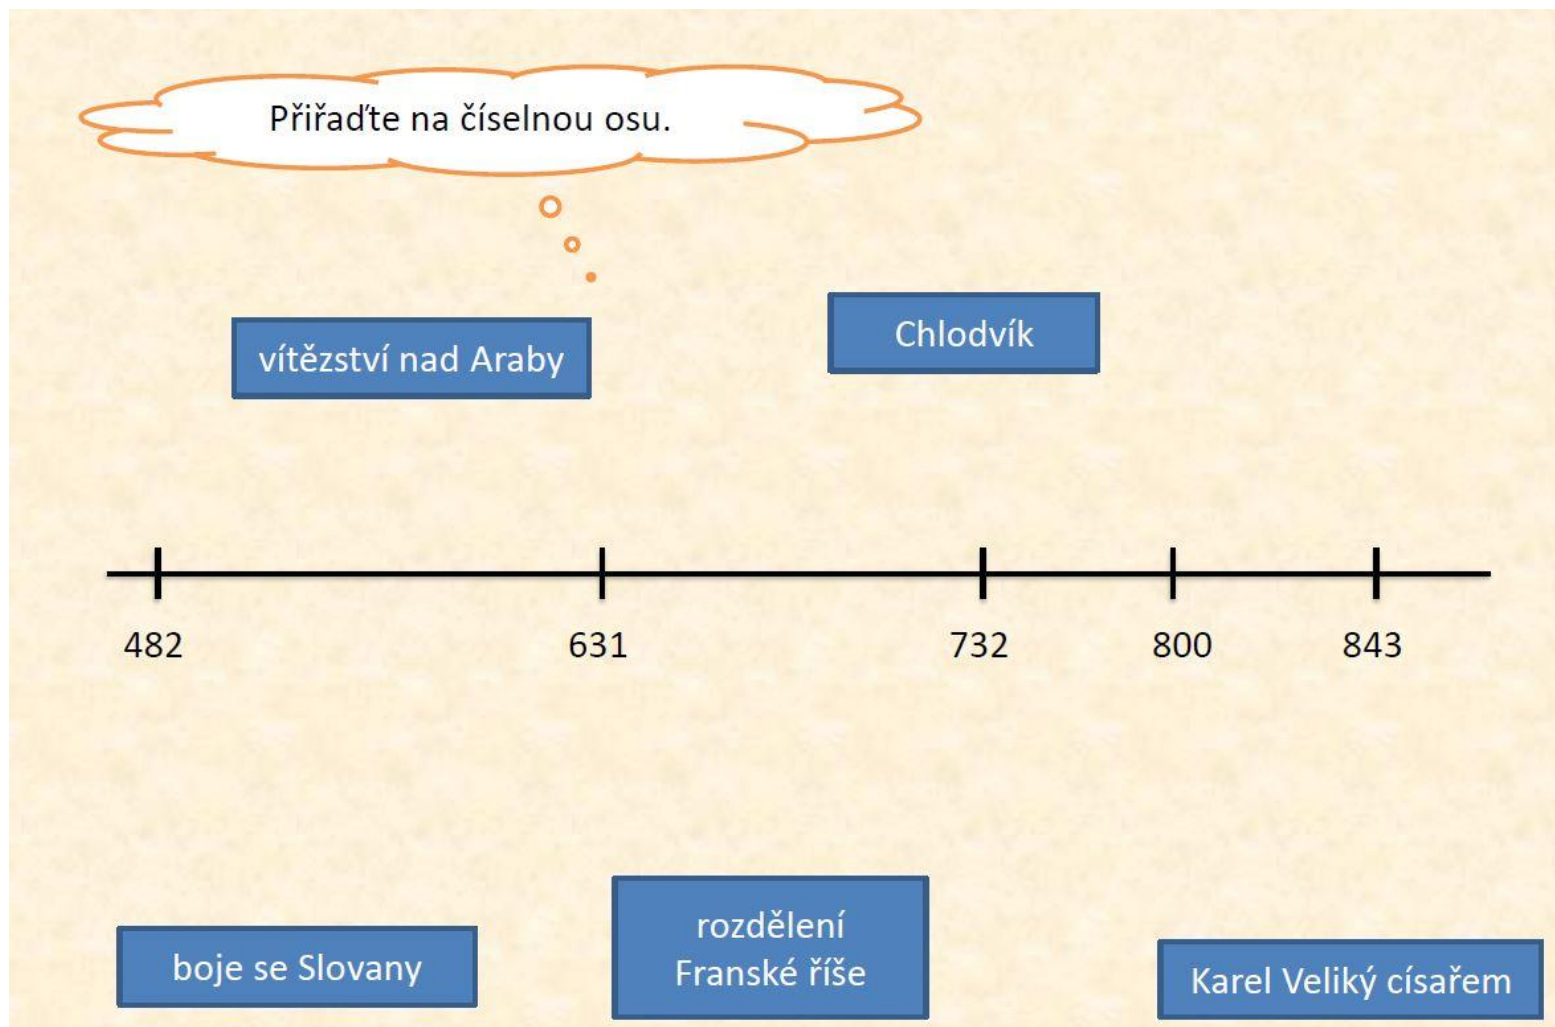 Přiřaďte na číselnou osu.
vítězství nad Araby
Chlodvík
482
631
732
800
843
boje se Slovany
rozdělení
Franské říše
Karel Veliký císařem